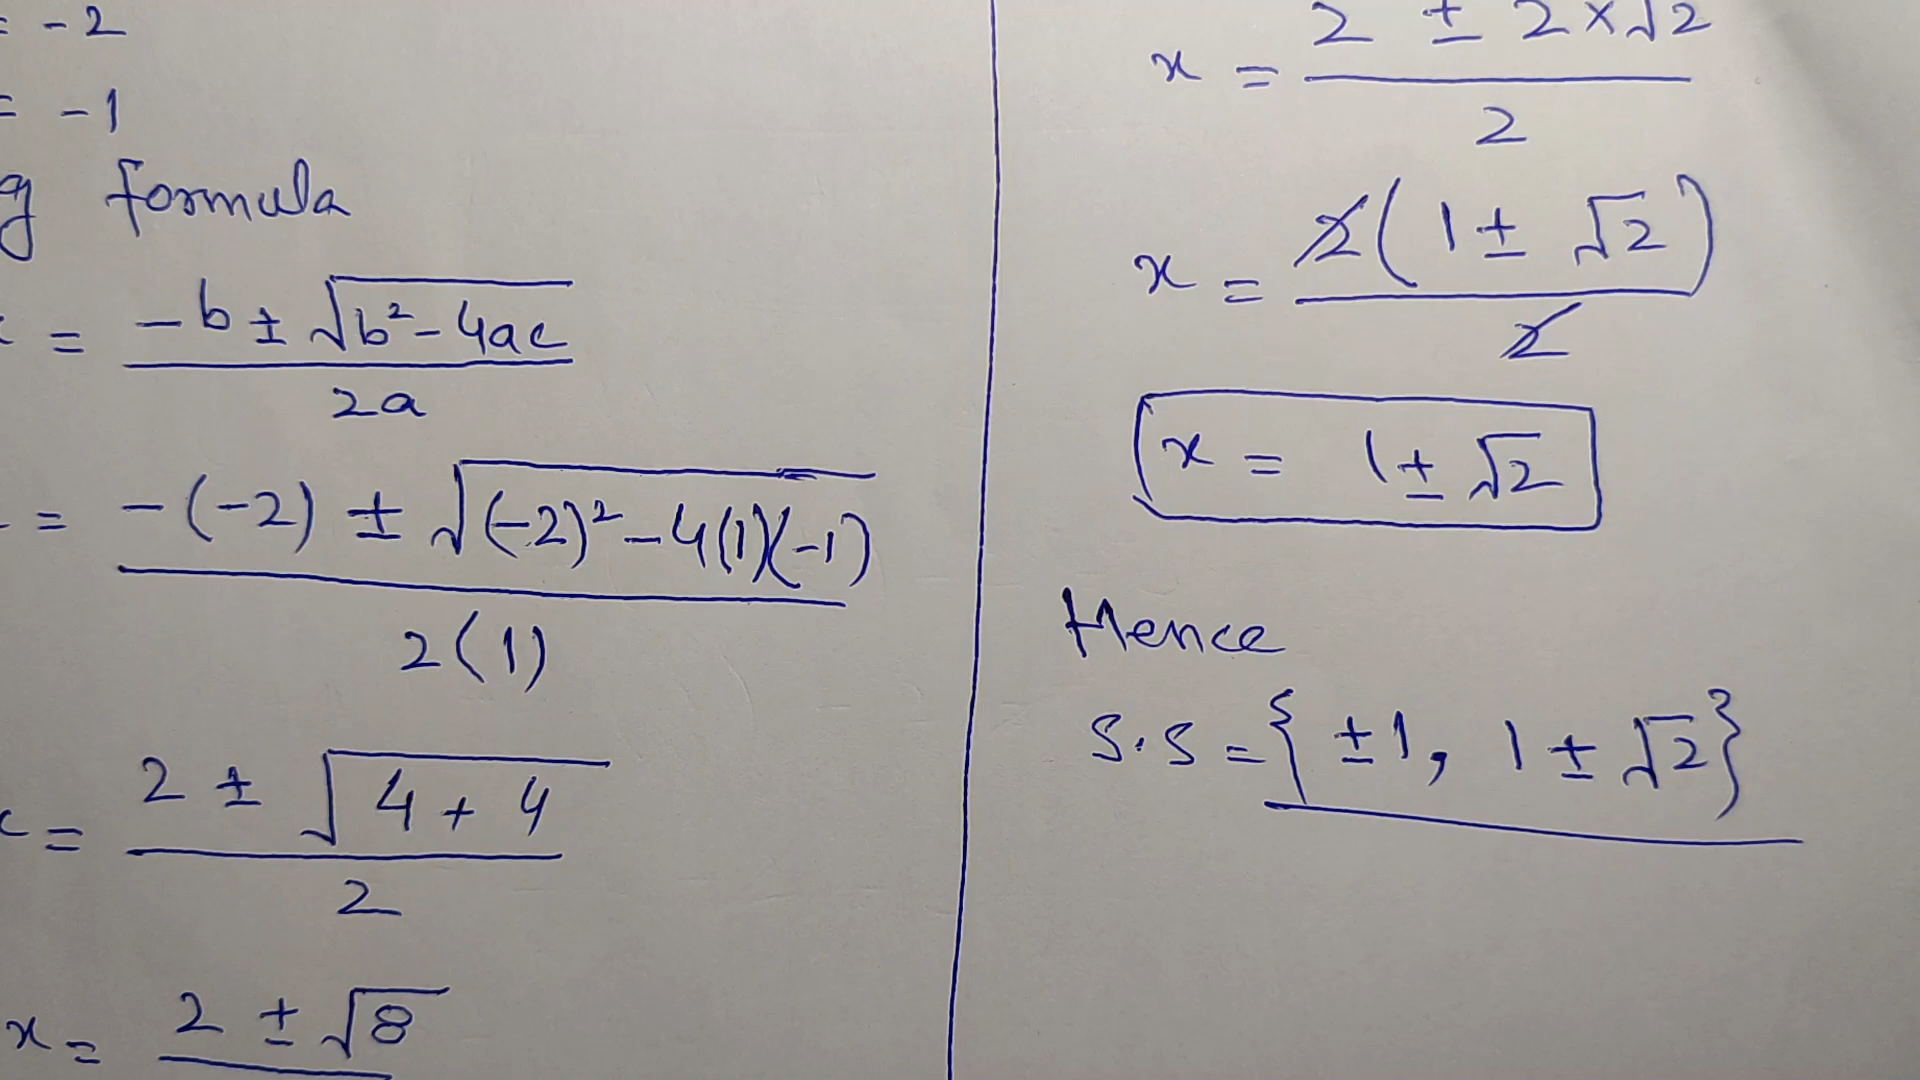 = -2
= -1
g formula
= -b ± √b²-4ac
2a
= -(-2) ± √(-2)²-4(1)(-1)
2(1)
= 2 ± √4+4
2
x = 2 ± √8
x = 2 ± 2×√2
2
x = 2(1 ± √2)
2
x = 1 ± √2
Hence
S.S = { ±1, 1 ± √2}